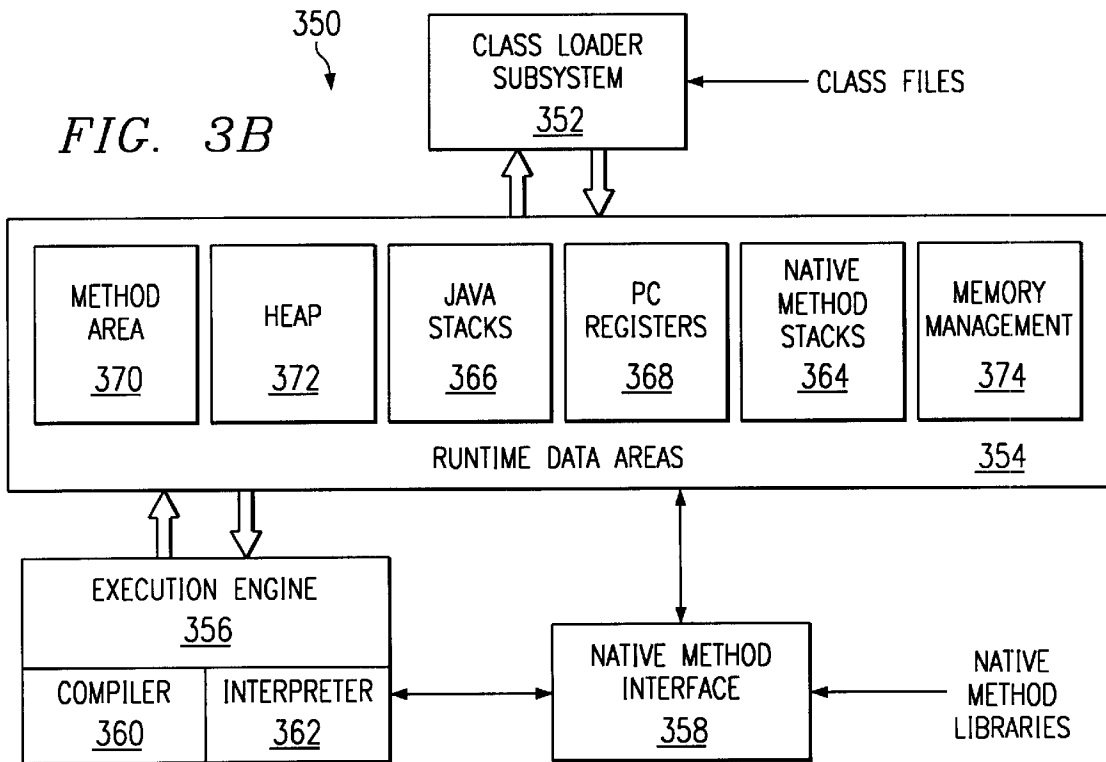 350
FIG. 3B
CLASS LOADER
SUBSYSTEM
352
CLASS FILES
METHOD
AREA
370
HEAP
372
JAVA
STACKS
366
PC
REGISTERS
368
NATIVE
METHOD
STACKS
364
MEMORY
MANAGEMENT
374
RUNTIME DATA AREAS
354
EXECUTION ENGINE
356
COMPILER
360
INTERPRETER
362
NATIVE METHOD
INTERFACE
358
NATIVE
METHOD
LIBRARIES